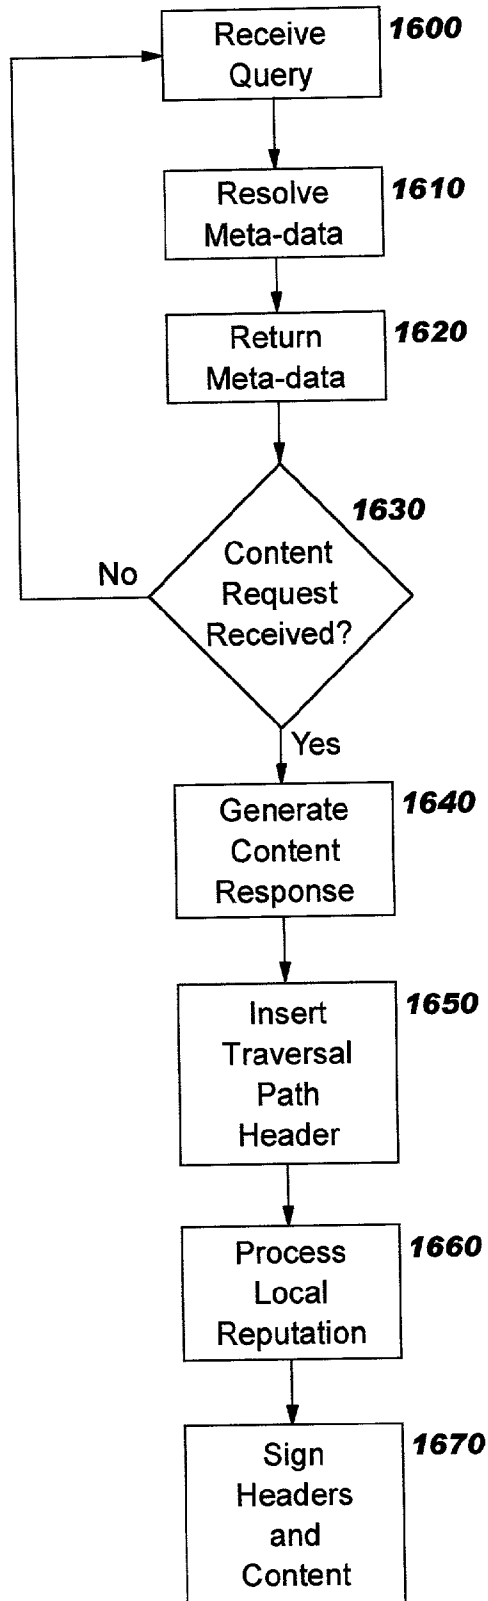 Receive
Query
1600
Resolve
Meta-data
1610
Return
Meta-data
1620
Content
Request
Received?
1630
No
Yes
Generate
Content
Response
1640
Insert
Traversal
Path
Header
1650
Process
Local
Reputation
1660
Sign
Headers
and
Content
1670